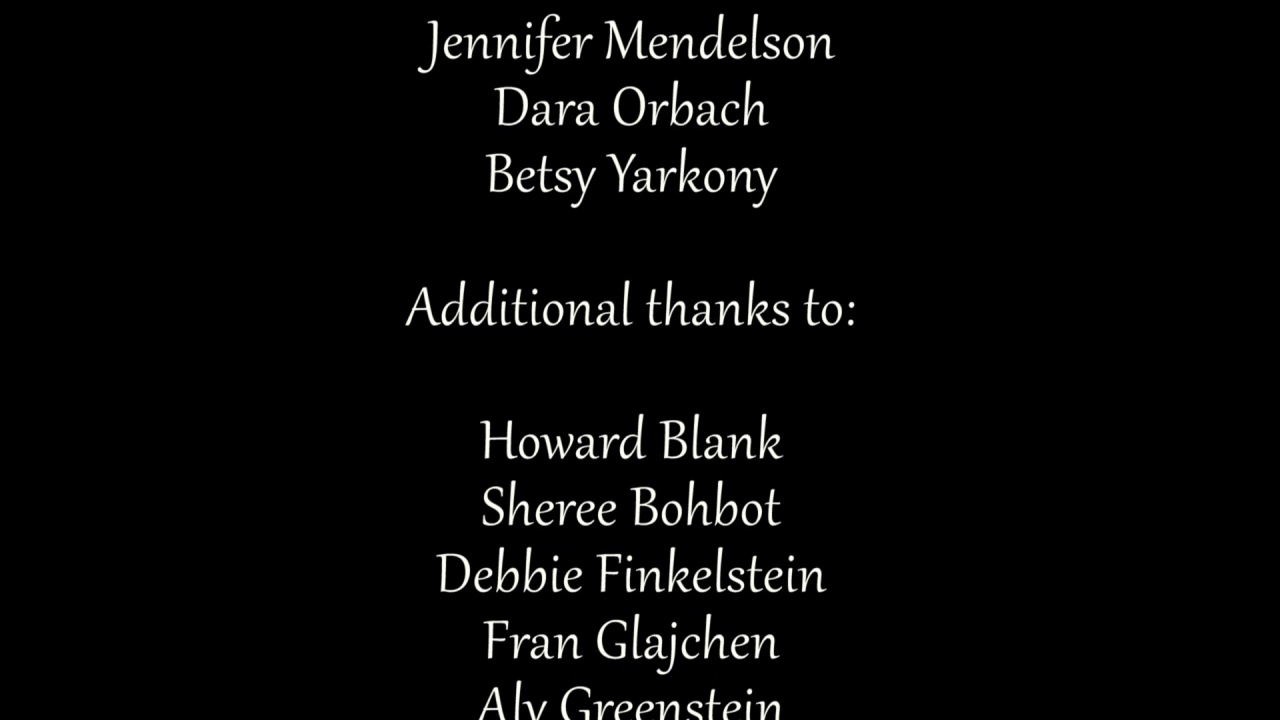 Jennifer Mendelson
Dara Orbach
Betsy Yarkony
Additional thanks to:
Howard Blank
Sheree Bohbot
Debbie Finkelstein
Fran Glajchen
Aly Greenstein